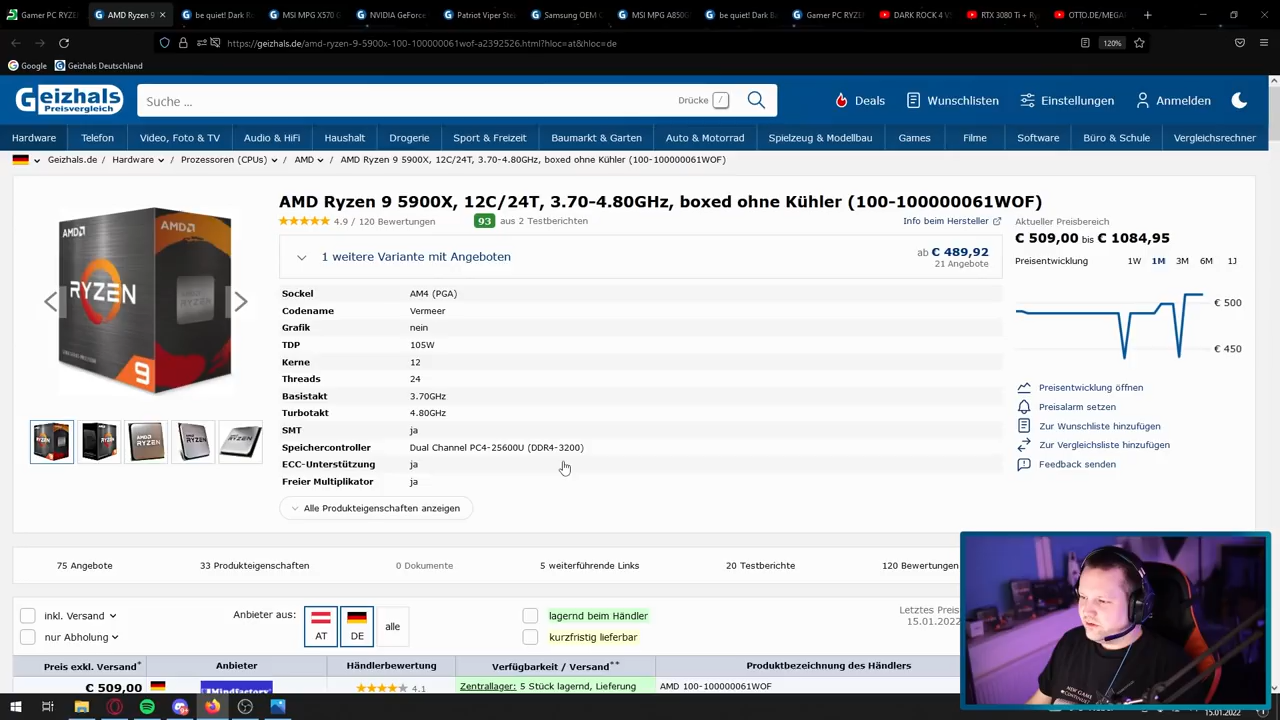 Gamer PC RYZE
AMD Ryzen 9
be quiet! Dark R
MSI MPG X570 G
NVIDIA GeForce
Patriot Viper Ste
Samsung OEM
MSI MPG A850G
be quiet! Dark Ba
Gamer PC RYZE
DARK ROCK 4 V
RTX 3080 Ti + Ry
OTTO.DE/MEGA
https://geizhals.de/amd-ryzen-9-5900x-100-100000061wof-a2392526.html?hloc=at&hloc=de
120%
Google
Geizhals Deutschland
Geizhals
Preisvergleich
Suche ...
Drücke /
Deals
Wunschlisten
Einstellungen
Anmelden
Hardware
Telefon
Video, Foto & TV
Audio & HiFi
Haushalt
Drogerie
Sport & Freizeit
Baumarkt & Garten
Auto & Motorrad
Spielzeug & Modellbau
Games
Filme
Software
Büro & Schule
Vergleichsrechner
Geizhals.de / Hardware / Prozessoren (CPUs) / AMD / AMD Ryzen 9 5900X, 12C/24T, 3.70-4.80GHz, boxed ohne Kühler (100-100000061WOF)
AMD Ryzen 9 5900X, 12C/24T, 3.70-4.80GHz, boxed ohne Kühler (100-100000061WOF)
4.9 / 120 Bewertungen
93 aus 2 Testberichten
Info beim Hersteller
1 weitere Variante mit Angeboten
ab € 489,92
21 Angebote
Sockel AM4 (PGA)
Codename Vermeer
Grafik nein
TDP 105W
Kerne 12
Threads 24
Basistakt 3.70GHz
Turbotakt 4.80GHz
SMT ja
Speichercontroller Dual Channel PC4-25600U (DDR4-3200)
ECC-Unterstützung ja
Freier Multiplikator ja
Alle Produkteigenschaften anzeigen
AMD
AMD
RYZEN
9
Aktueller Preisbereich
€ 509,00 bis € 1084,95
Preisentwicklung 1W 1M 3M 6M 1J
€ 500
€ 450
Preisentwicklung öffnen
Preisalarm setzen
Zur Wunschliste hinzufügen
Zur Vergleichsliste hinzufügen
Feedback senden
75 Angebote
33 Produkteigenschaften
0 Dokumente
5 weiterführende Links
20 Testberichte
120 Bewertungen
inkl. Versand
nur Abholung
Anbieter aus:
AT
DE
alle
lagernd beim Händler
kurzfristig lieferbar
Letztes Preis
15.01.2022
Preis exkl. Versand*
Anbieter
Händlerbewertung
Verfügbarkeit / Versand**
Produktbezeichnung des Händlers
€ 509,00
Mindfactory
4.1
Zentrallager: 5 Stück lagernd, Lieferung
AMD 100-100000061WOF
NEW GAME
15.01.2022